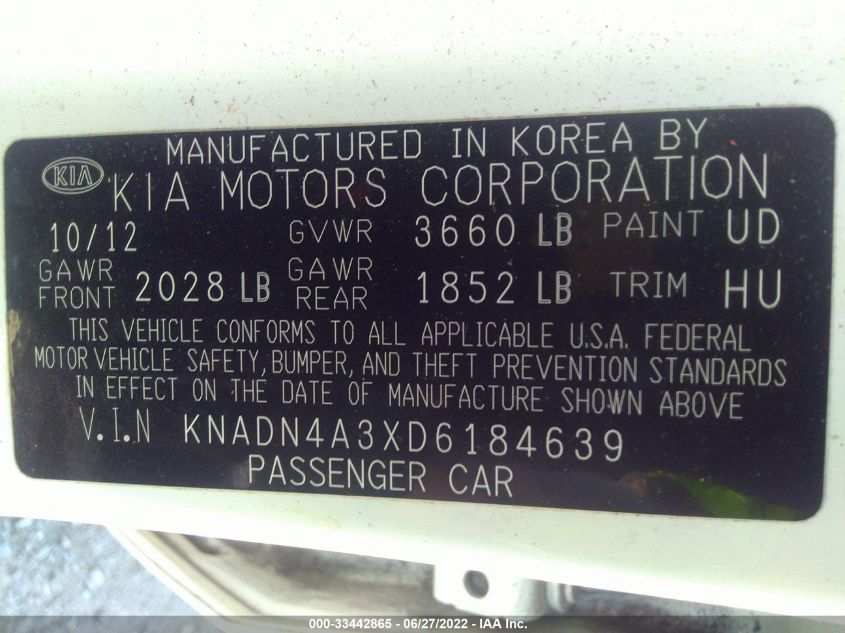 MANUFACTURED IN KOREA BY
KIA KIA MOTORS CORPORATION
10/12 GVWR 3660 LB PAINT UD
GAWR FRONT 2028 LB GAWR REAR 1852 LB TRIM HU
THIS VEHICLE CONFORMS TO ALL APPLICABLE U.S.A. FEDERAL
MOTOR VEHICLE SAFETY, BUMPER, AND THEFT PREVENTION STANDARDS
IN EFFECT ON THE DATE OF MANUFACTURE SHOWN ABOVE
V.I.N KNADN4A3XD6184639
PASSENGER CAR
000-33442865 - 06/27/2022 - IAA Inc.